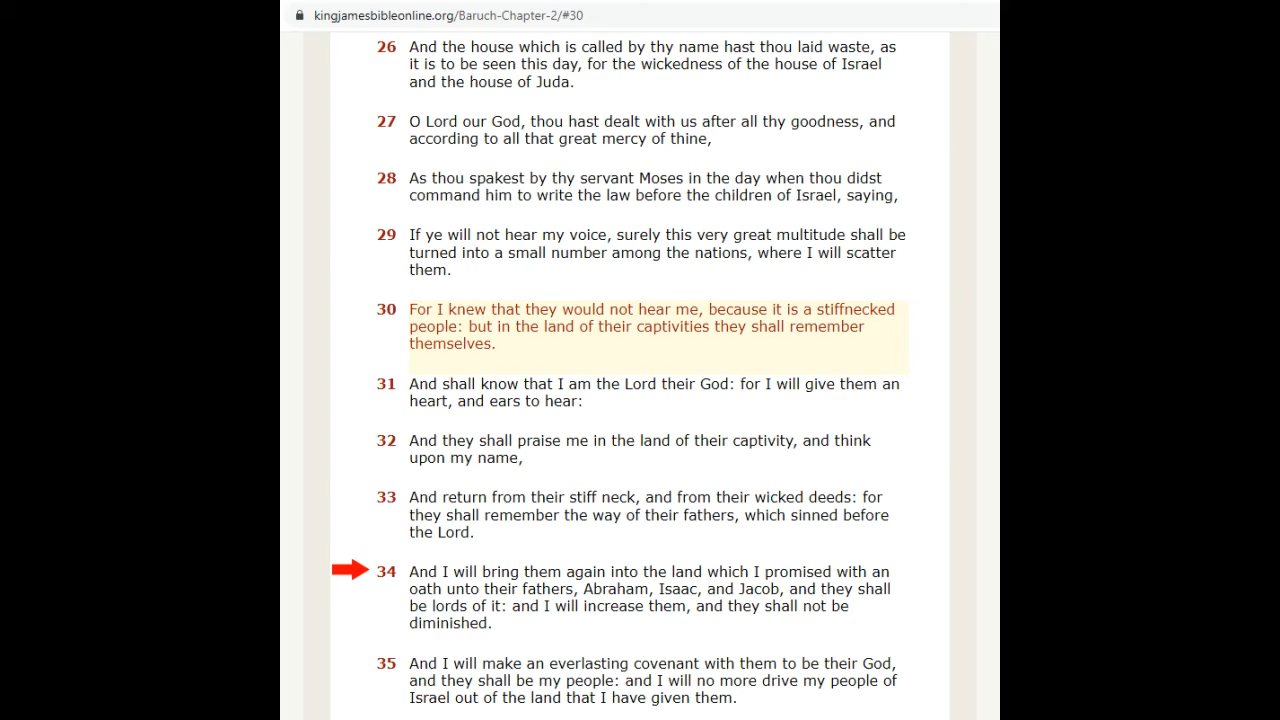 kingjamesbibleonline.org/Baruch-Chapter-2/#30
26 And the house which is called by thy name hast thou laid waste, as
it is to be seen this day, for the wickedness of the house of Israel
and the house of Juda.
27 O Lord our God, thou hast dealt with us after all thy goodness, and
according to all that great mercy of thine,
28 As thou spakest by thy servant Moses in the day when thou didst
command him to write the law before the children of Israel, saying,
29 If ye will not hear my voice, surely this very great multitude shall be
turned into a small number among the nations, where I will scatter
them.
30 For I knew that they would not hear me, because it is a stiffnecked
people: but in the land of their captivities they shall remember
themselves.
31 And shall know that I am the Lord their God: for I will give them an
heart, and ears to hear:
32 And they shall praise me in the land of their captivity, and think
upon my name,
33 And return from their stiff neck, and from their wicked deeds: for
they shall remember the way of their fathers, which sinned before
the Lord.
34 And I will bring them again into the land which I promised with an
oath unto their fathers, Abraham, Isaac, and Jacob, and they shall
be lords of it: and I will increase them, and they shall not be
diminished.
35 And I will make an everlasting covenant with them to be their God,
and they shall be my people: and I will no more drive my people of
Israel out of the land that I have given them.